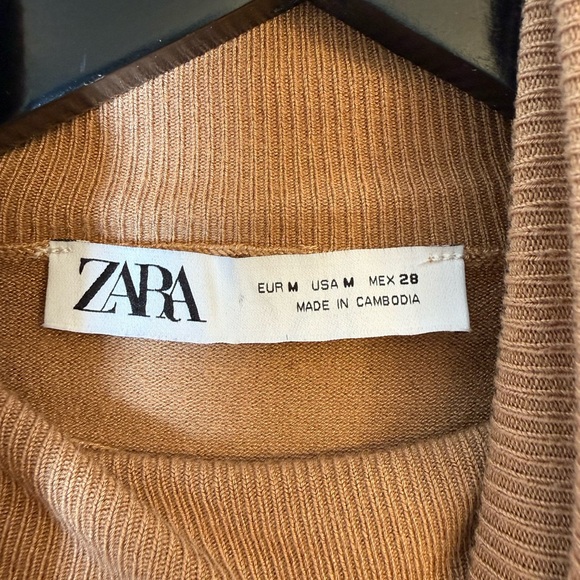 ZARA
EUR M USA M MEX 28
MADE IN CAMBODIA